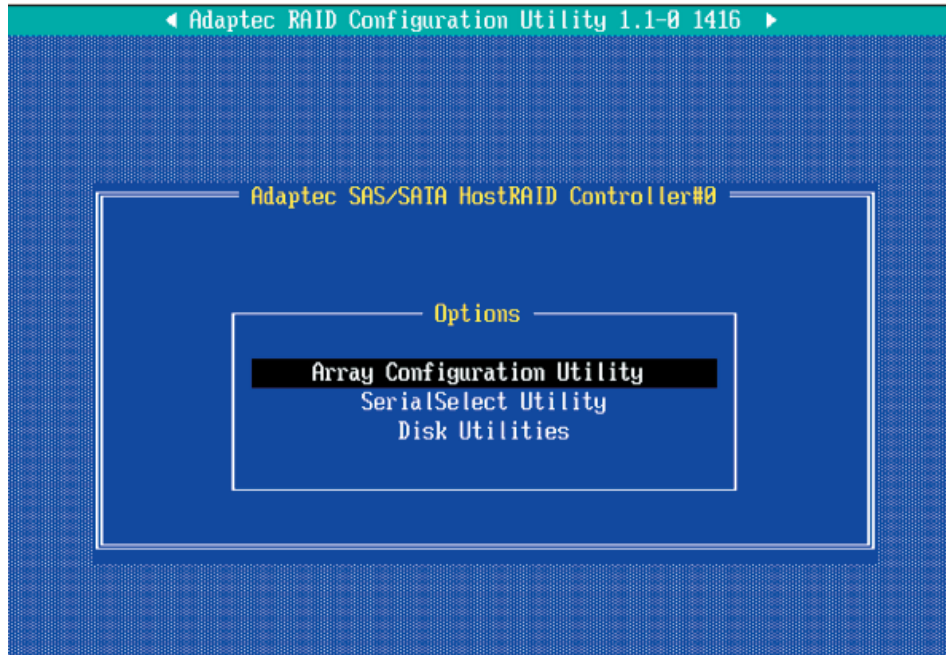 Adaptec RAID Configuration Utility 1.1-0 1416
Adaptec SAS/SATA HostRAID Controller#0
Options
Array Configuration Utility
SerialSelect Utility
Disk Utilities